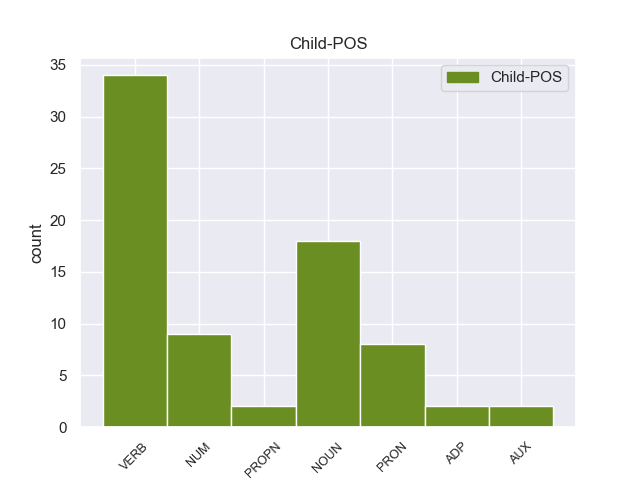 Child-POS
Child-POS
count
35
30
25
20
15
10
5
0
VERB
NUM
PROPN
NOUN
PRON
ADP
AUX